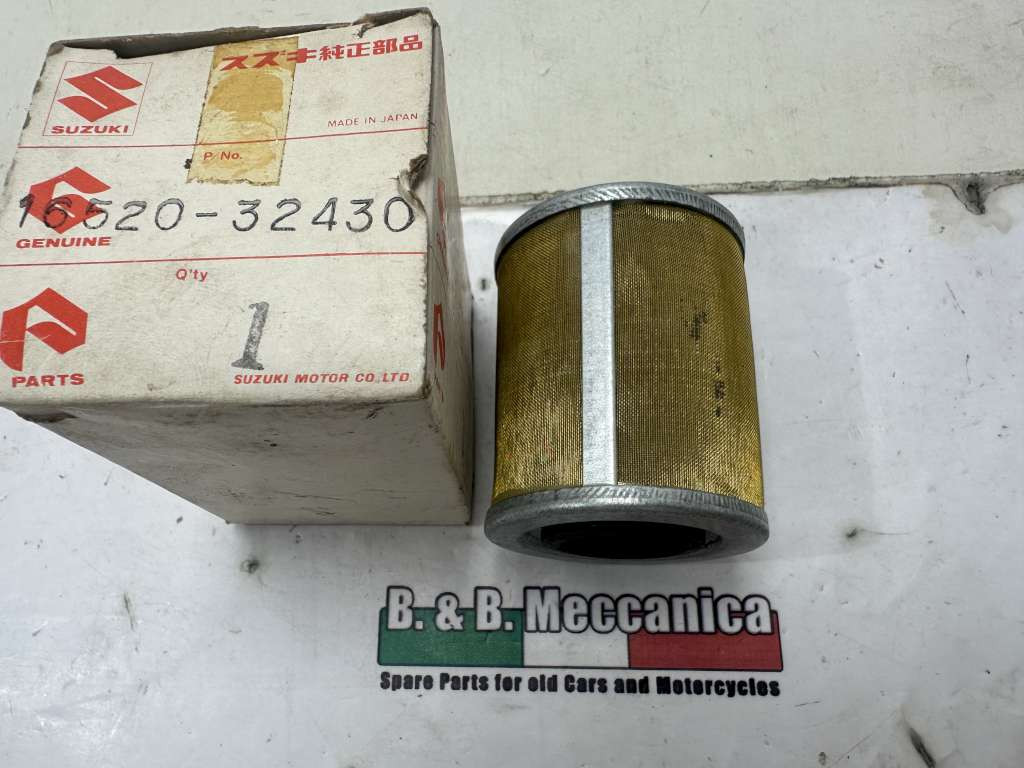 スズキ純正部品
SUZUKI
MADE IN JAPAN
P. No.
16520-32430
GENUINE
Q'ty
1
PARTS
SUZUKI MOTOR CO.,LTD.
B. & B. Meccanica
Spare Parts for old Cars and Motorcycles